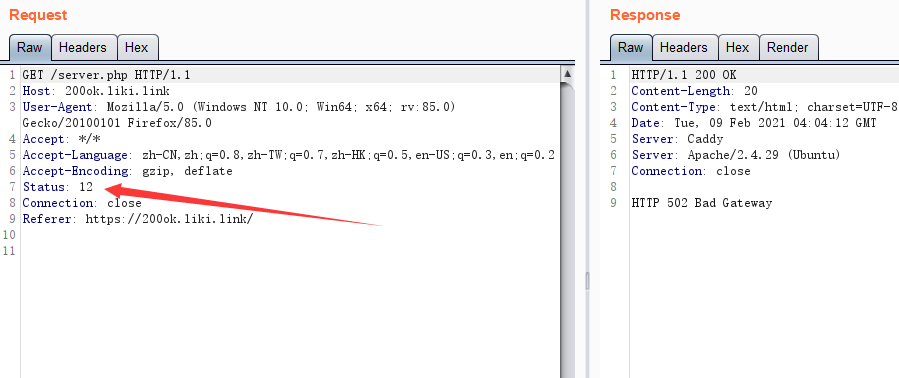 Request
Raw Headers Hex
1 GET /server.php HTTP/1.1
2 Host: 200ok.liki.link
3 User-Agent: Mozilla/5.0 (Windows NT 10.0; Win64; x64; rv:85.0)
Gecko/20100101 Firefox/85.0
4 Accept: */*
5 Accept-Language: zh-CN,zh;q=0.8,zh-TW;q=0.7,zh-HK;q=0.5,en-US;q=0.3,en;q=0.2
6 Accept-Encoding: gzip, deflate
7 Status: 12
8 Connection: close
9 Referer: https://200ok.liki.link/
10
11
Response
Raw Headers Hex Render
1 HTTP/1.1 200 OK
2 Content-Length: 20
3 Content-Type: text/html; charset=UTF-8
4 Date: Tue, 09 Feb 2021 04:04:12 GMT
5 Server: Caddy
6 Server: Apache/2.4.29 (Ubuntu)
7 Connection: close
8
9 HTTP 502 Bad Gateway